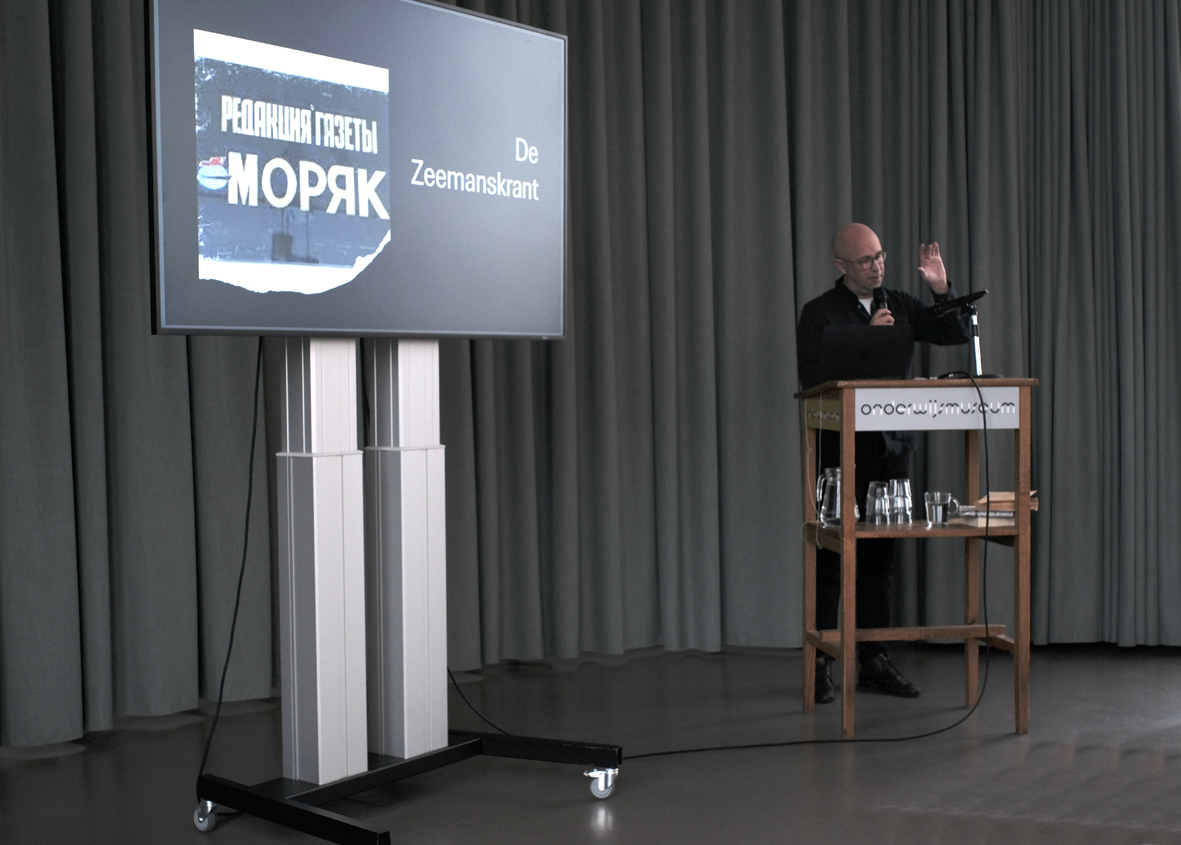 РЕДАКЦИЯ ГАЗЕТЫ
МОРЯК
De
Zeemanskrant
onderwijsmuseum